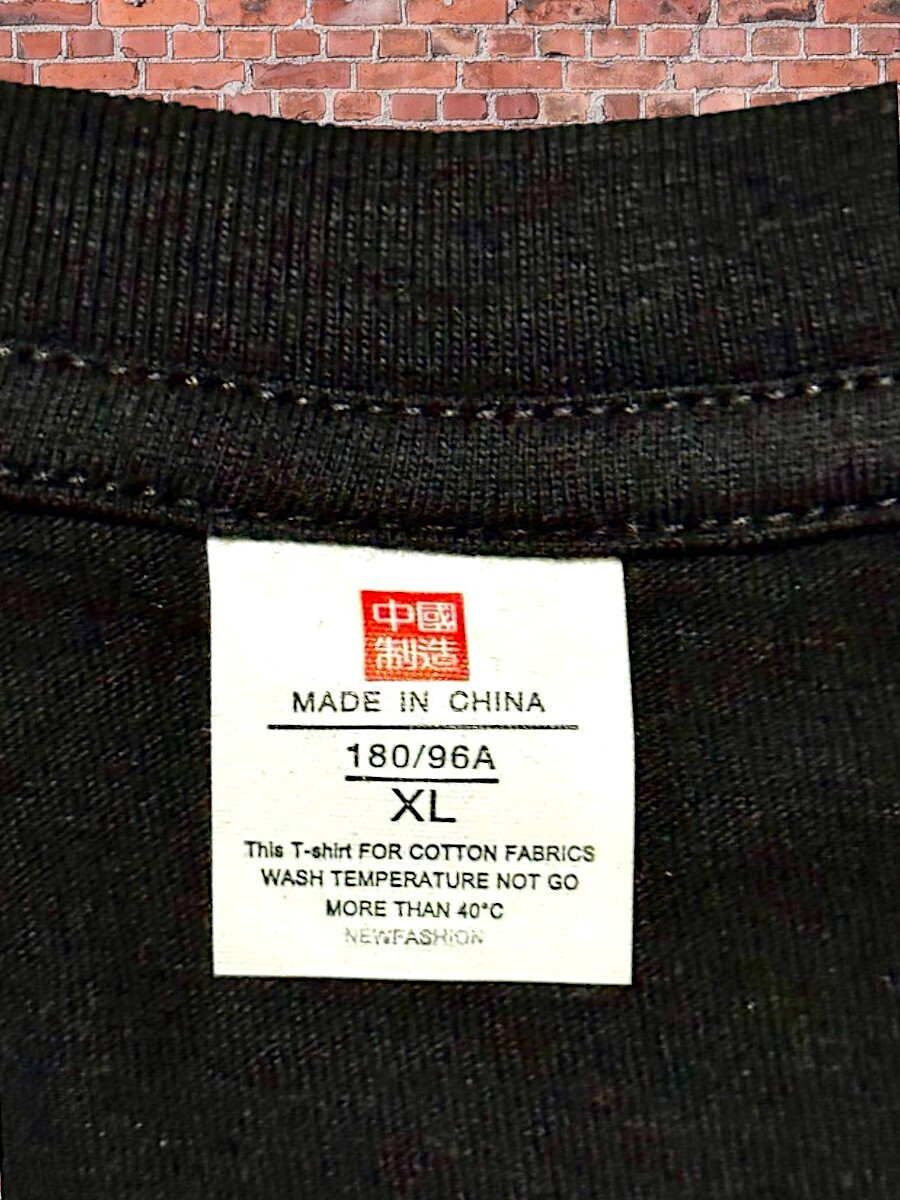 中國
制造
MADE IN CHINA
180/96A
XL
This T-shirt FOR COTTON FABRICS
WASH TEMPERATURE NOT GO
MORE THAN 40°C
NEWFASHION